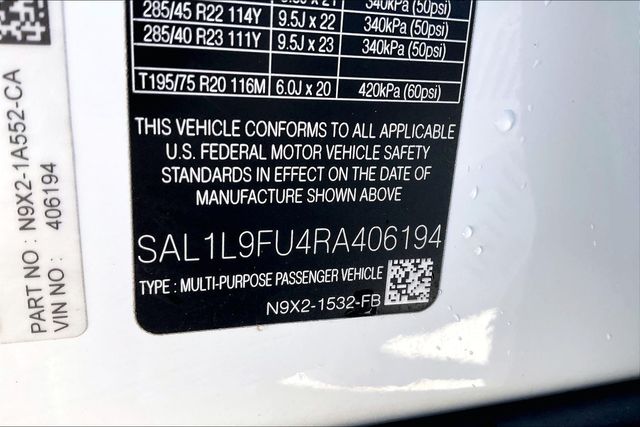 285/45 R22 114Y 9.5J x 22 340kPa (50psi)
285/40 R23 111Y 9.5J x 23 340kPa (50psi)
T195/75 R20 116M 6.0J x 20 420kPa (60psi)
THIS VEHICLE CONFORMS TO ALL APPLICABLE
U.S. FEDERAL MOTOR VEHICLE SAFETY
STANDARDS IN EFFECT ON THE DATE OF
MANUFACTURE SHOWN ABOVE
SAL1L9FU4RA406194
TYPE : MULTI-PURPOSE PASSENGER VEHICLE
N9X2-1532-FB
PART NO : N9X2-1A552-CA
VIN NO : 406194